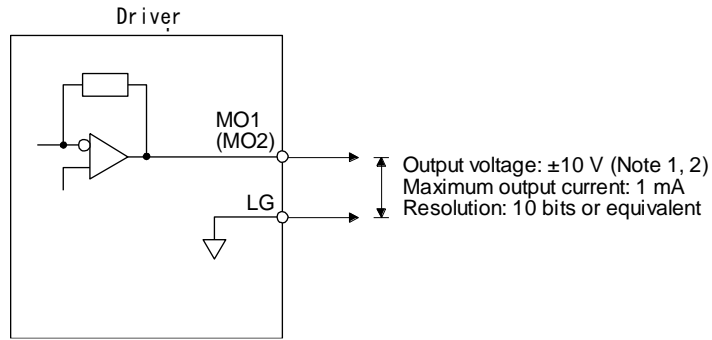 Driver
MO1
(MO2)
LG
Output voltage: ±10 V (Note 1, 2)
Maximum output current: 1 mA
Resolution: 10 bits or equivalent